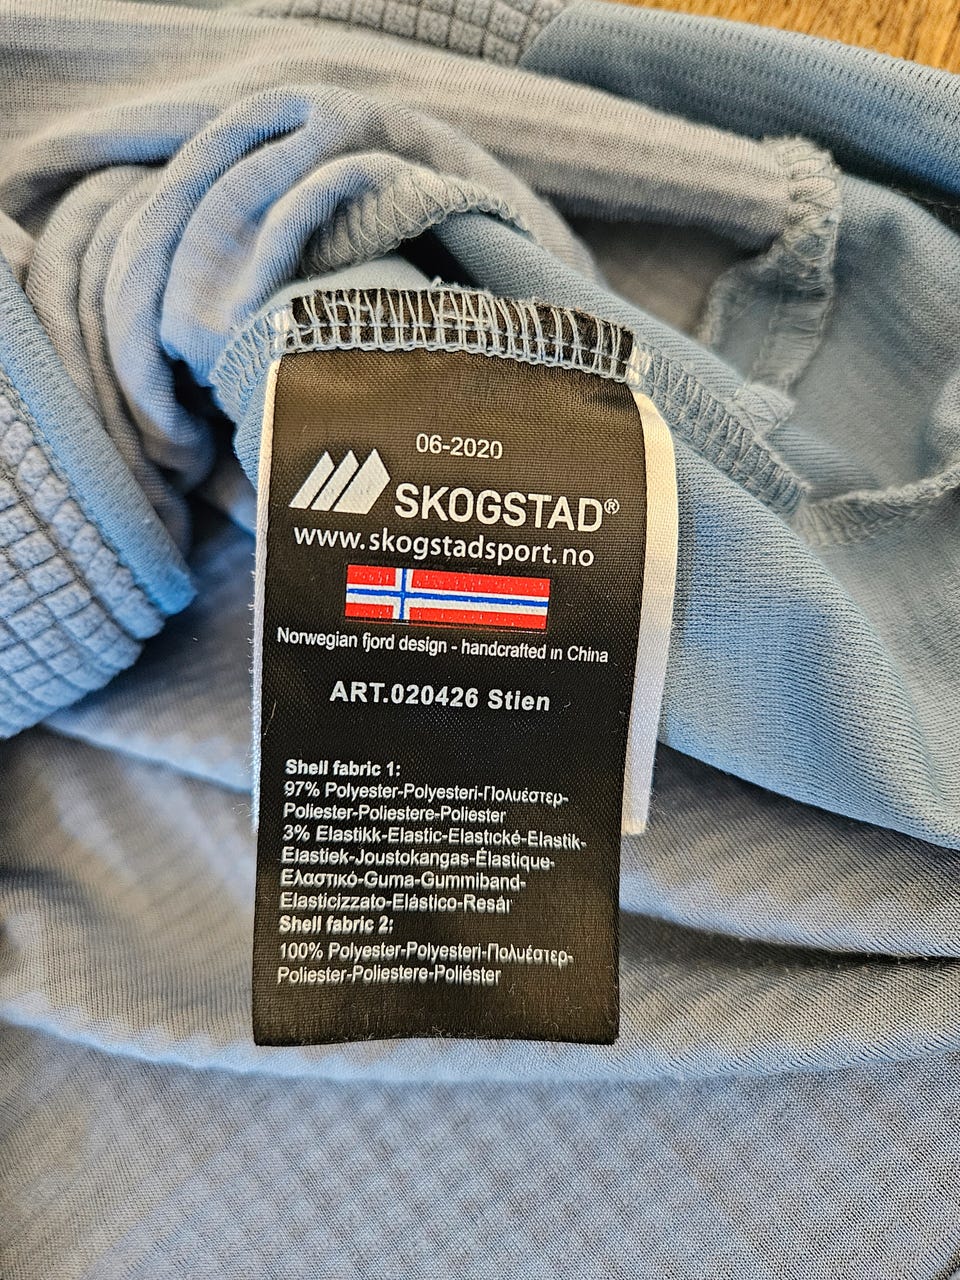 06-2020
SKOGSTAD®
www.skogstadsport.no
Norwegian fjord design - handcrafted in China
ART.020426 Stien
Shell fabric 1:
97% Polyester-Polyesteri-Πολυέστερ-
Poliester-Poliestere-Poliester
3% Elastikk-Elastic-Elastické-Elastik-
Elastiek-Joustokangas-Élastique-
Ελαστικό-Guma-Gummiband-
Elasticizzato-Elástico-Resár
Shell fabric 2:
100% Polyester-Polyesteri-Πολυέστερ-
Poliester-Poliestere-Poliéster